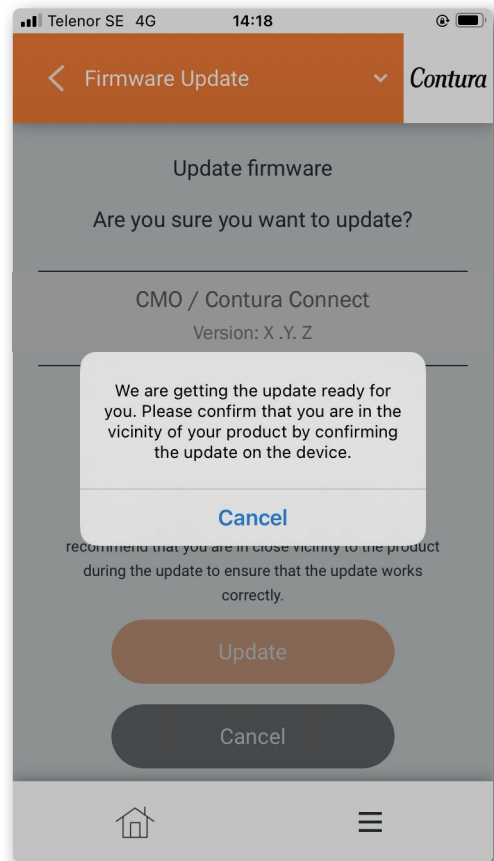 Telenor SE 4G 14:18
Firmware Update
Contura
Update firmware
Are you sure you want to update?
CMO / Contura Connect
Version: X .Y. Z
We are getting the update ready for
you. Please confirm that you are in the
vicinity of your product by confirming
the update on the device.
Cancel
recommend that you are in close vicinity to the product
during the update to ensure that the update works
correctly.
Update
Cancel